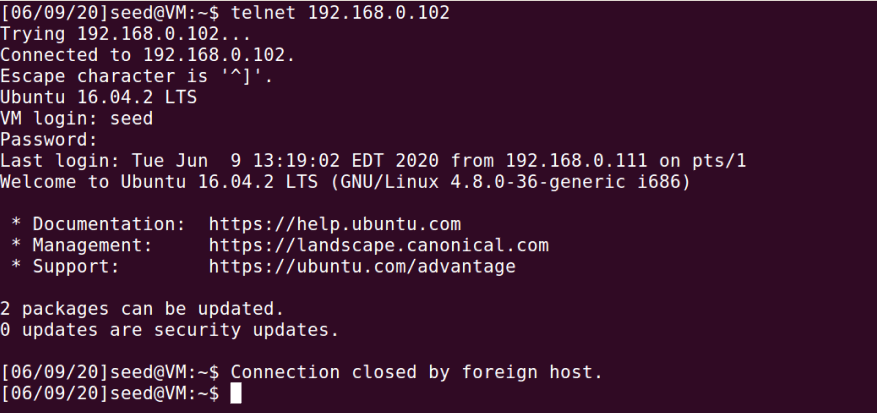 [06/09/20]seed@VM:~$ telnet 192.168.0.102
Trying 192.168.0.102...
Connected to 192.168.0.102.
Escape character is '^]'.
Ubuntu 16.04.2 LTS
VM login: seed
Password:
Last login: Tue Jun  9 13:19:02 EDT 2020 from 192.168.0.111 on pts/1
Welcome to Ubuntu 16.04.2 LTS (GNU/Linux 4.8.0-36-generic i686)

 * Documentation:  https://help.ubuntu.com
 * Management:     https://landscape.canonical.com
 * Support:        https://ubuntu.com/advantage

2 packages can be updated.
0 updates are security updates.

[06/09/20]seed@VM:~$ Connection closed by foreign host.
[06/09/20]seed@VM:~$